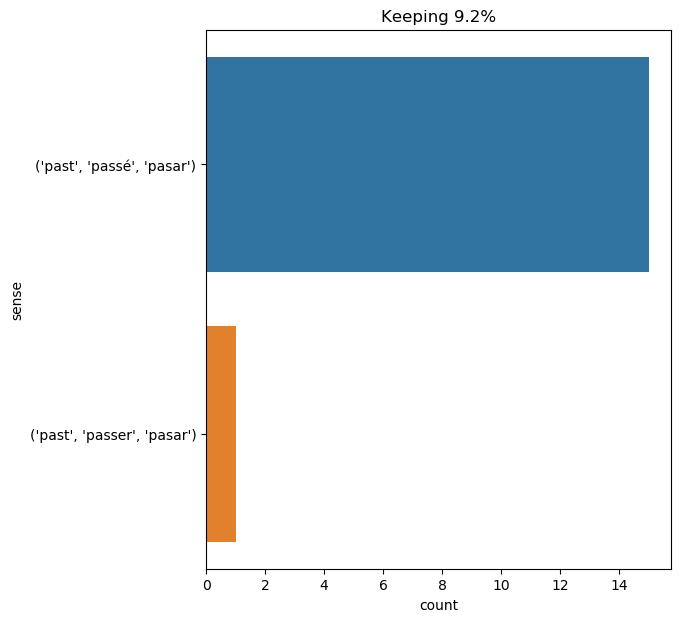 Keeping 9.2%
sense
('past', 'passé', 'pasar')
('past', 'passer', 'pasar')
0 2 4 6 8 10 12 14
count